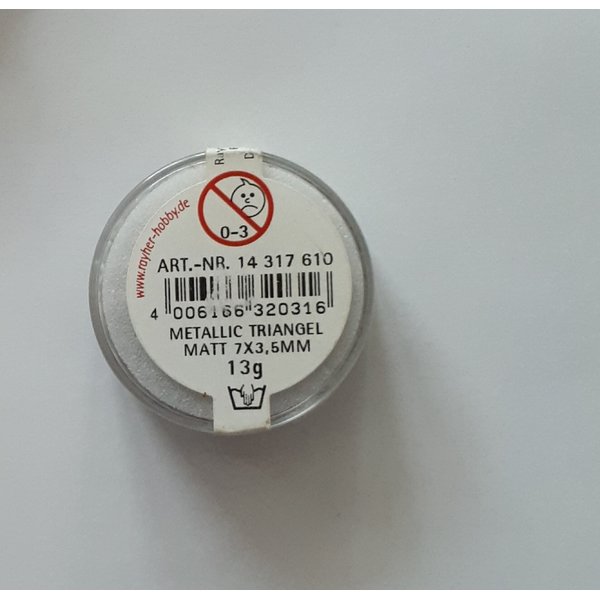 www.rayher-hobby.de
0-3
ART.-NR. 14 317 610
4 006166 320316
METALLIC TRIANGEL
MATT 7X3,5MM
13g